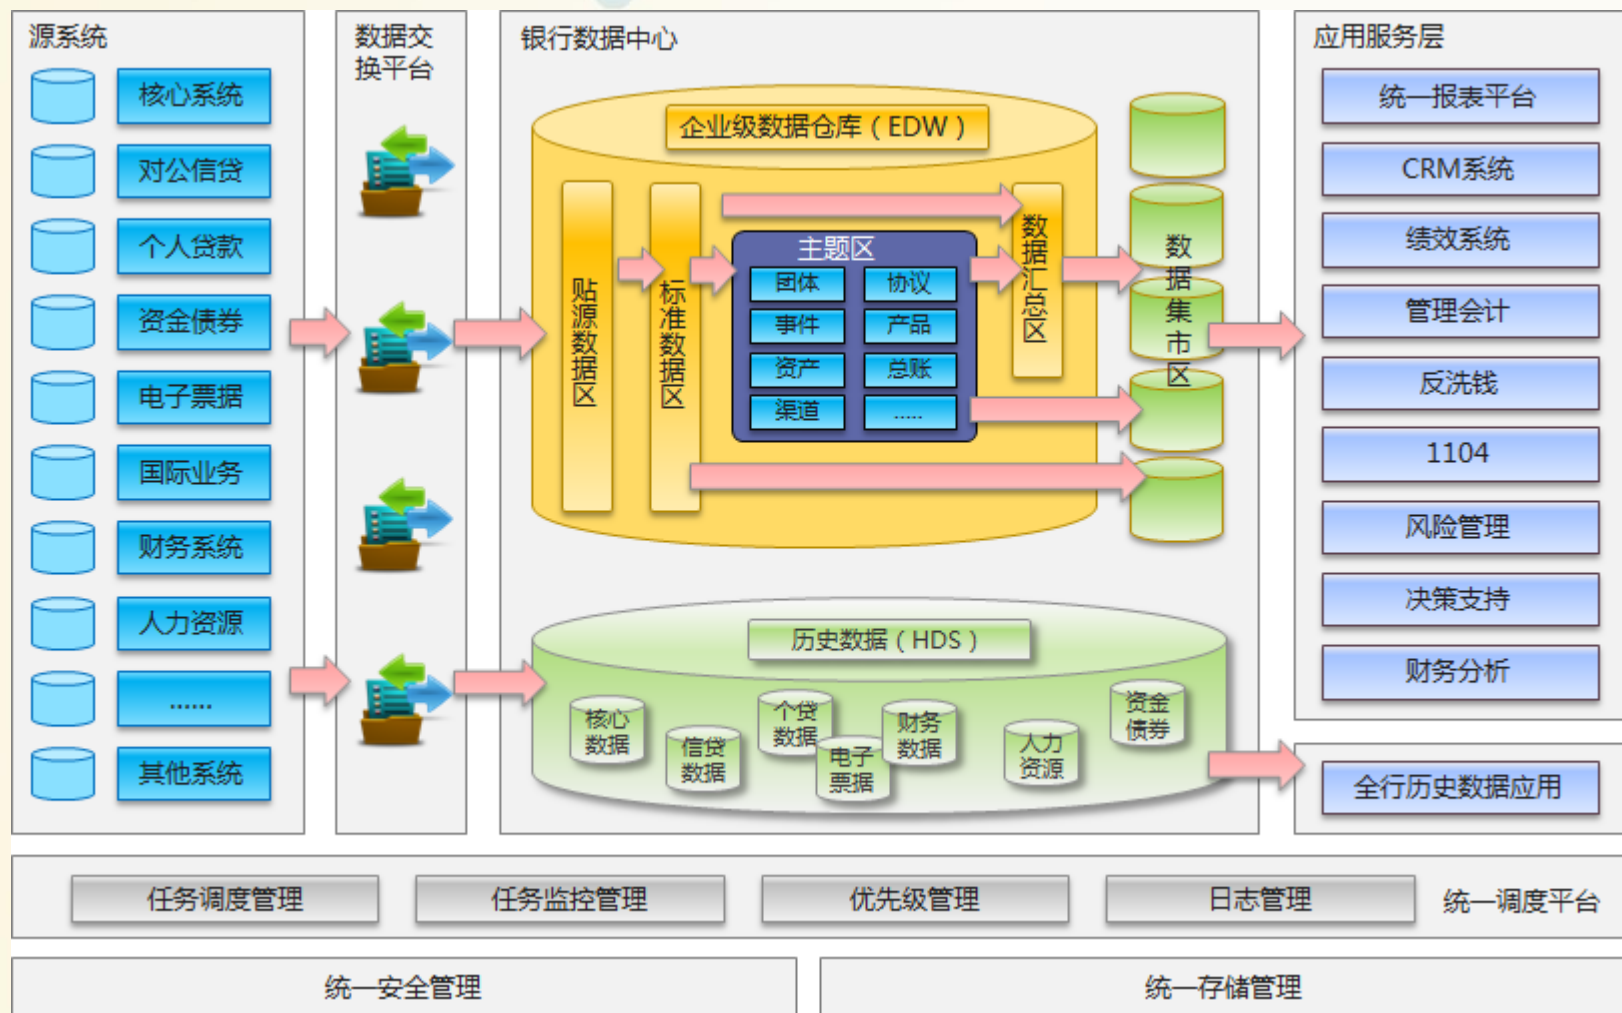 源系统
核心系统
对公信贷
个人贷款
资金债券
电子票据
国际业务
财务系统
人力资源
......
其他系统
数据交
换平台
银行数据中心
企业级数据仓库（EDW）
贴源数据区
标准数据区
主题区
团体
协议
事件
产品
资产
总账
渠道
.....
数据汇总区
数据集市区
历史数据（HDS）
核心
数据
信贷
数据
个贷
数据
电子
票据
财务
数据
人力
资源
资金
债券
应用服务层
统一报表平台
CRM系统
绩效系统
管理会计
反洗钱
1104
风险管理
决策支持
财务分析
全行历史数据应用
任务调度管理
任务监控管理
优先级管理
日志管理
统一调度平台
统一安全管理
统一存储管理